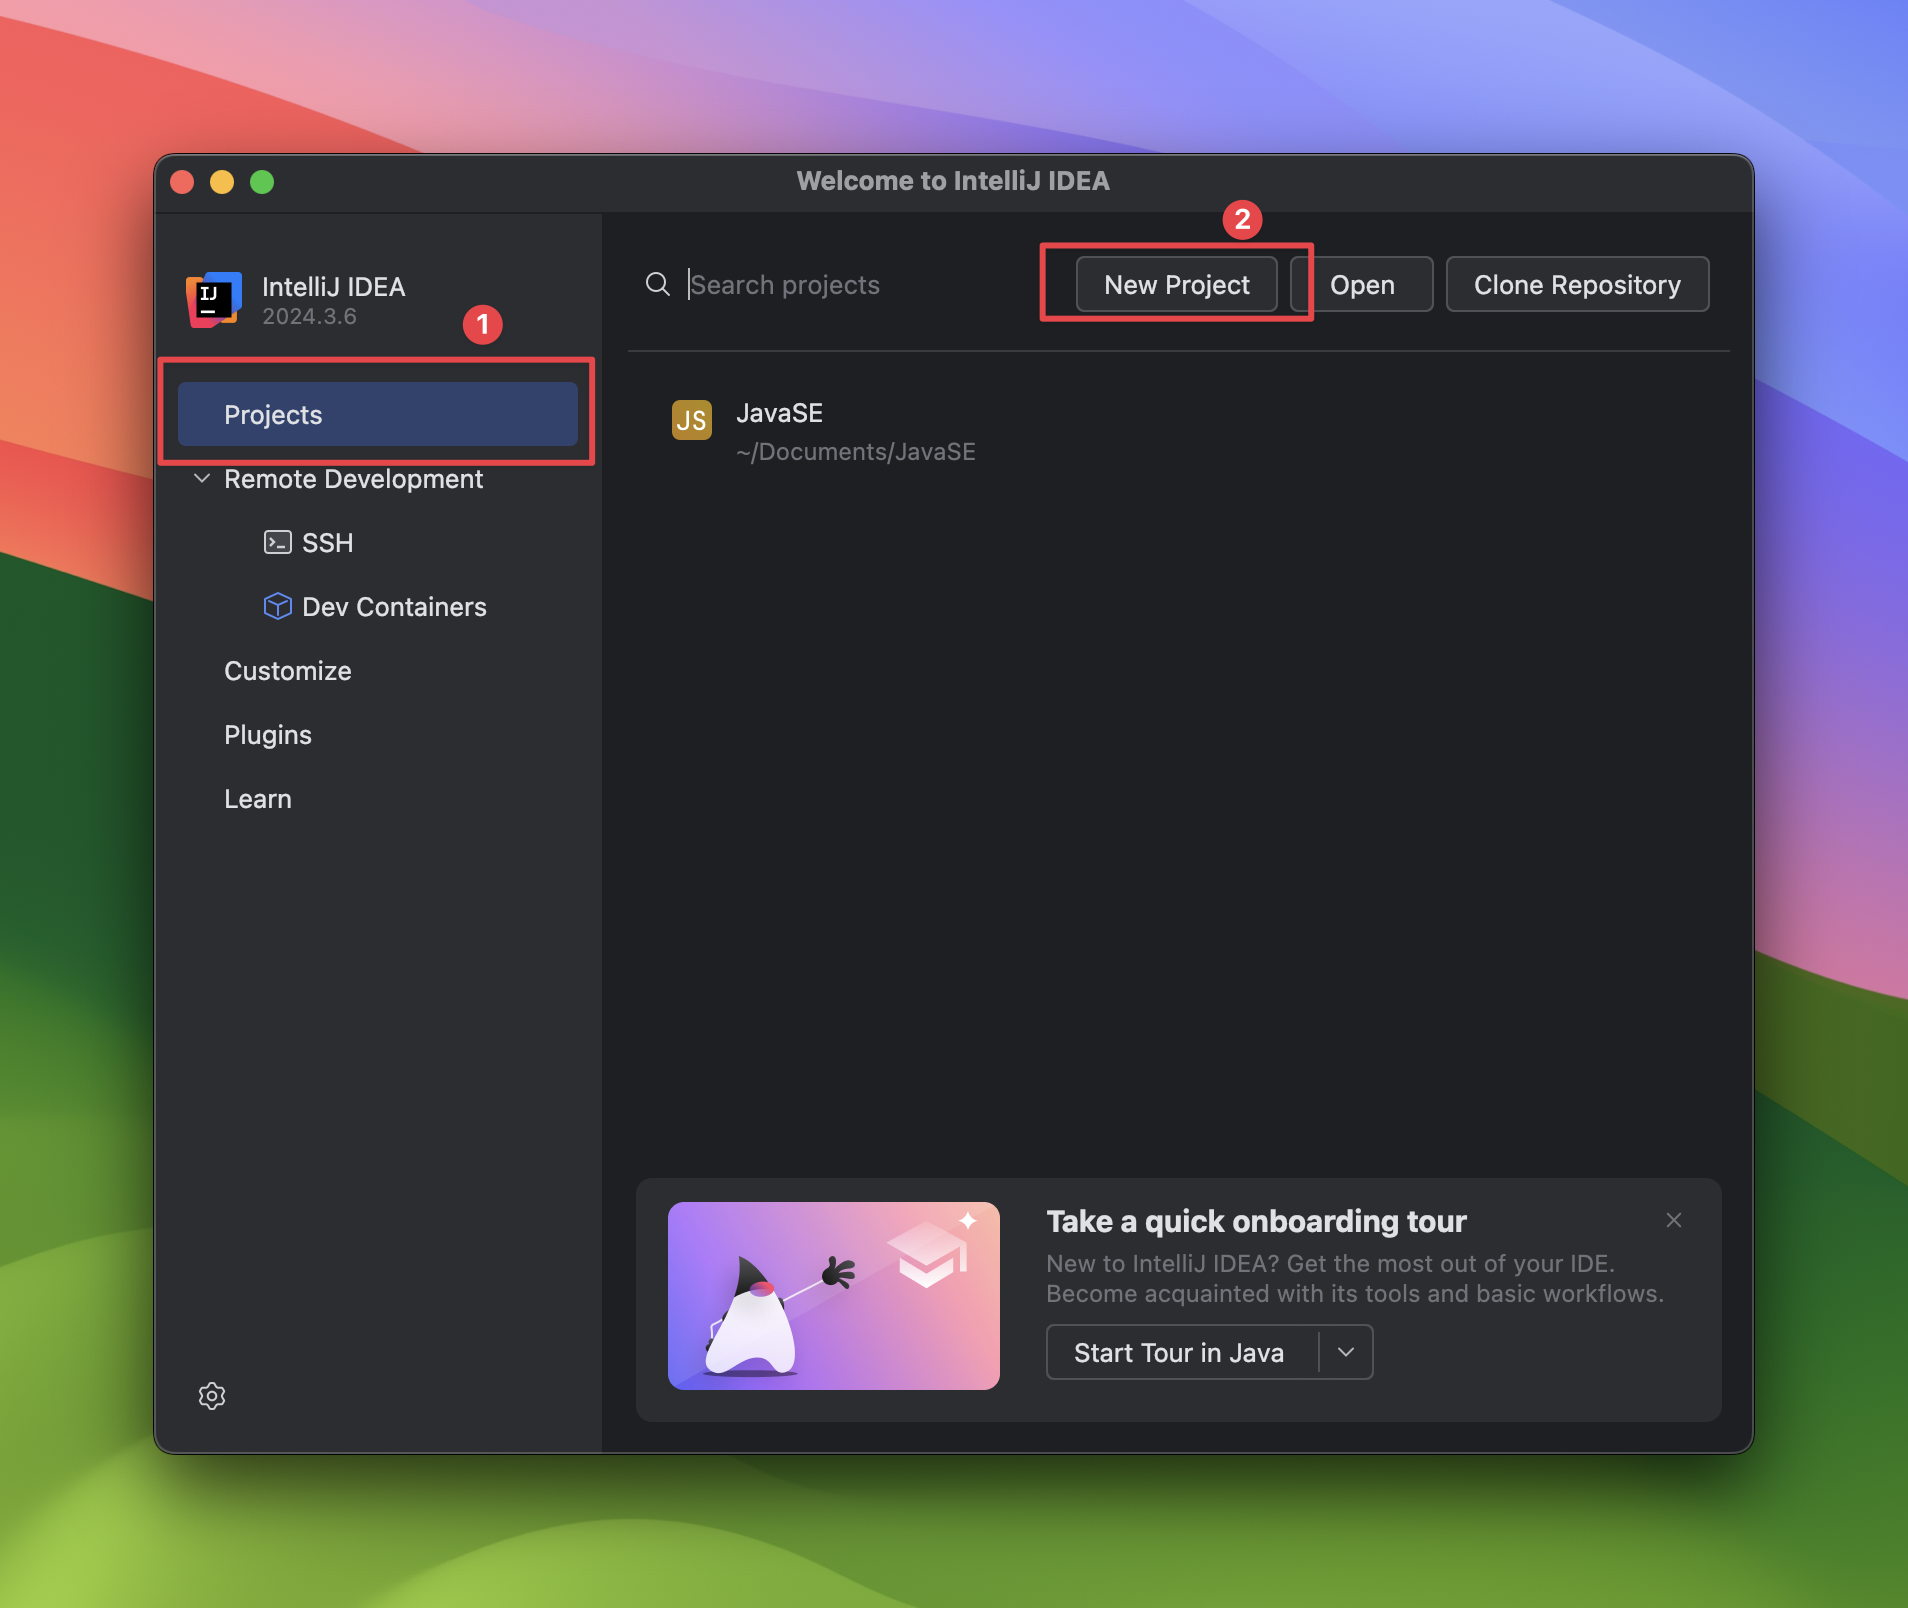 Welcome to IntelliJ IDEA
IJ
IntelliJ IDEA
2024.3.6
1
Projects
Remote Development
SSH
Dev Containers
Customize
Plugins
Learn
2
Search projects
New Project
Open
Clone Repository
JS
JavaSE
~/Documents/JavaSE
Take a quick onboarding tour
New to IntelliJ IDEA? Get the most out of your IDE.
Become acquainted with its tools and basic workflows.
Start Tour in Java